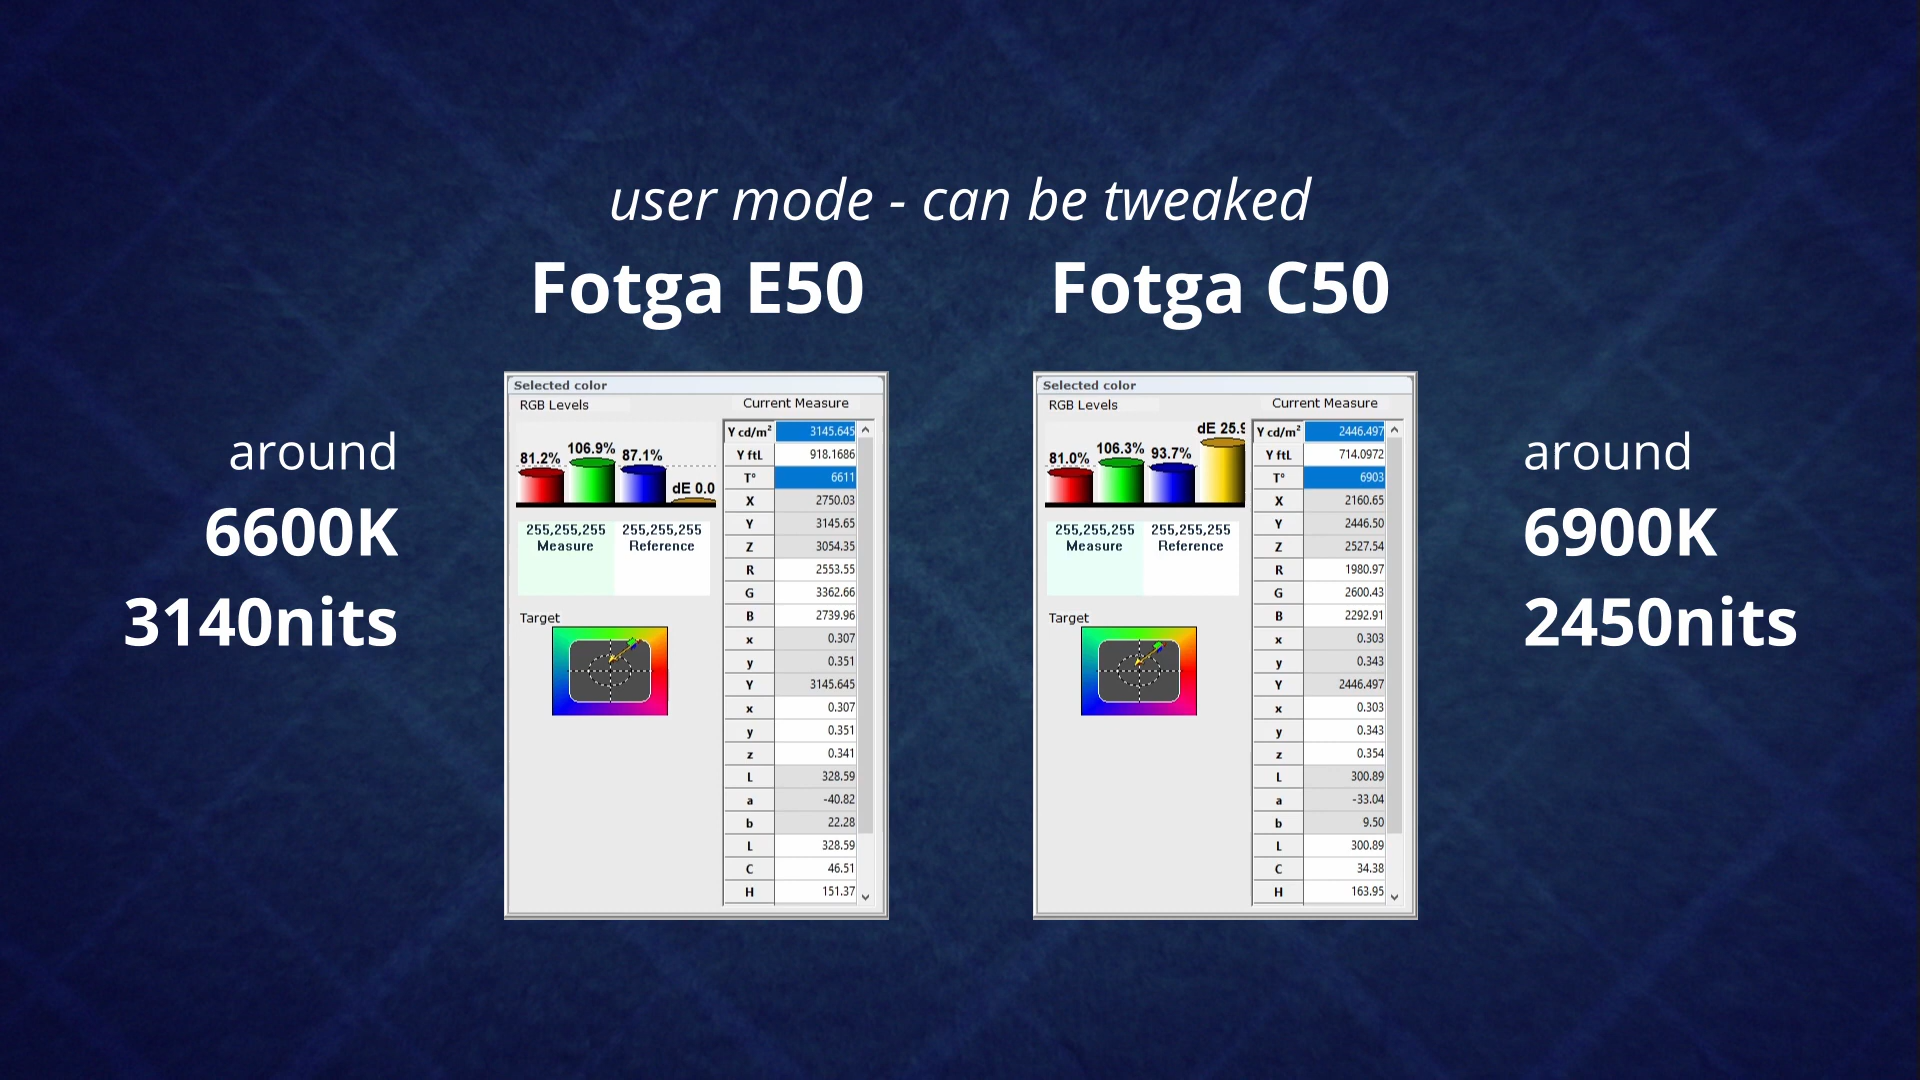 user mode - can be tweaked
Fotga E50
Fotga C50
around
6600K
3140nits
Selected color
RGB Levels
Current Measure
81.2%
106.9%
87.1%
dE 0.0
255,255,255
Measure
255,255,255
Reference
Target
Y cd/m² 3145.645
Y ftL 918.1686
T° 6611
X 2750.03
Y 3145.65
Z 3054.35
R 2553.55
G 3362.66
B 2739.96
x 0.307
y 0.351
Y 3145.645
x 0.307
y 0.351
z 0.341
L 328.59
a -40.82
b 22.28
L 328.59
C 46.51
H 151.37
Selected color
RGB Levels
Current Measure
81.0%
106.3%
93.7%
dE 25.9
255,255,255
Measure
255,255,255
Reference
Target
Y cd/m² 2446.497
Y ftL 714.0972
T° 6903
X 2160.65
Y 2446.50
Z 2527.54
R 1980.97
G 2600.43
B 2292.91
x 0.303
y 0.343
Y 2446.497
x 0.303
y 0.343
z 0.354
L 300.89
a -33.04
b 9.50
L 300.89
C 34.38
H 163.95
around
6900K
2450nits